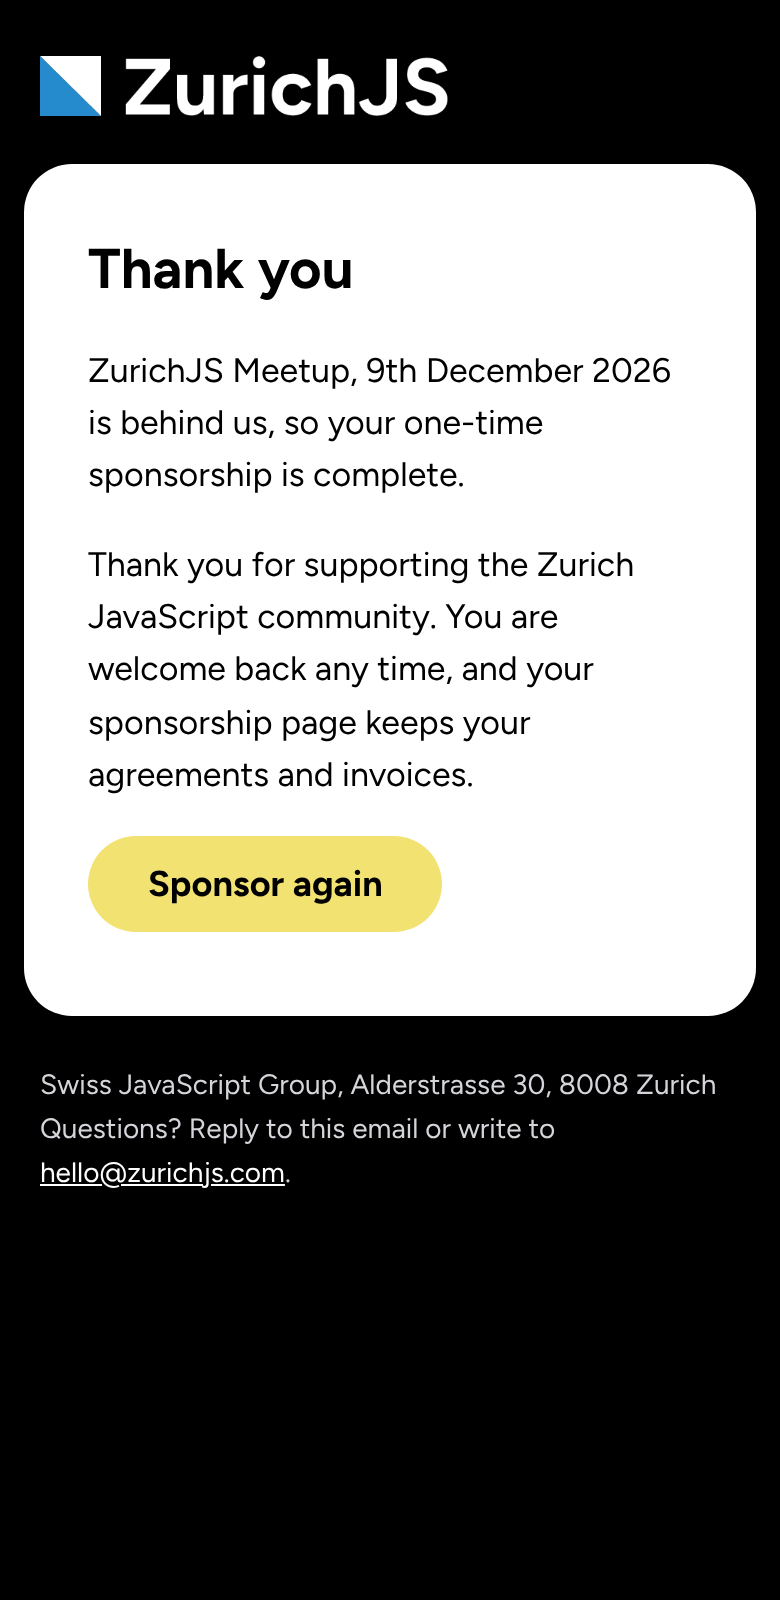 ZurichJS
Thank you
ZurichJS Meetup, 9th December 2026
is behind us, so your one-time
sponsorship is complete.
Thank you for supporting the Zurich
JavaScript community. You are
welcome back any time, and your
sponsorship page keeps your
agreements and invoices.
Sponsor again
Swiss JavaScript Group, Alderstrasse 30, 8008 Zurich
Questions? Reply to this email or write to
hello@zurichjs.com.